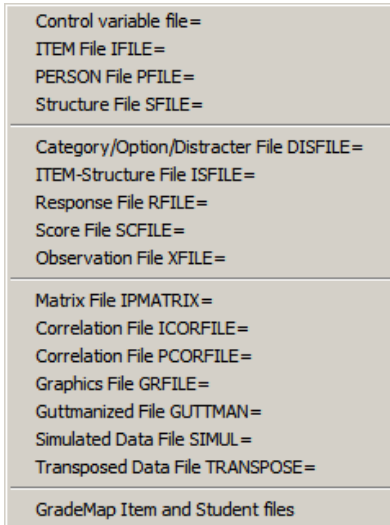 Control variable file=
ITEM File IFILE=
PERSON File PFILE=
Structure File SFILE=
Category/Option/Distracter File DISFILE=
ITEM-Structure File ISFILE=
Response File RFILE=
Score File SCFILE=
Observation File XFILE=
Matrix File IPMATRIX=
Correlation File ICORFILE=
Correlation File PCORFILE=
Graphics File GRFILE=
Guttmanized File GUTTMAN=
Simulated Data File SIMUL=
Transposed Data File TRANSPOSE=
GradeMap Item and Student files